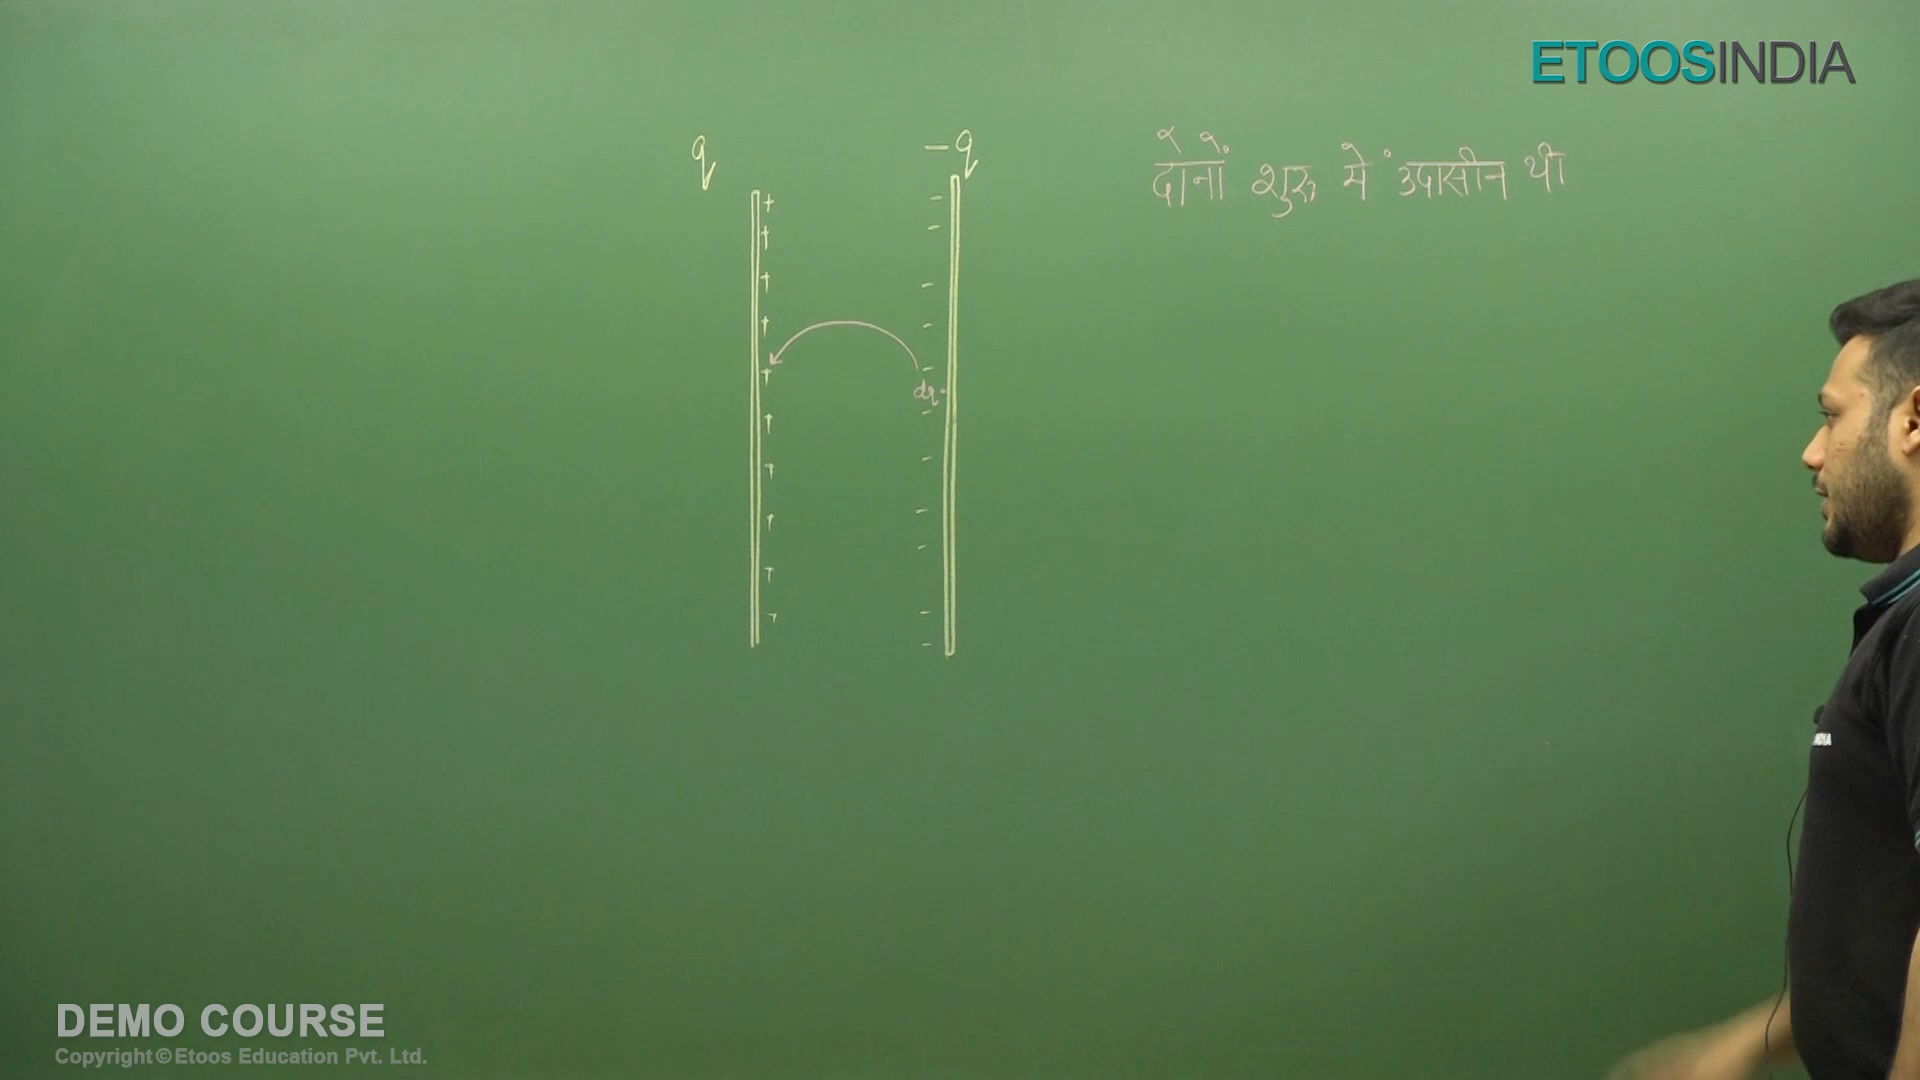 ETOOSINDIA
q
-q
दोनों शुरू में उदासीन थी
dq
DEMO COURSE
Copyright © Etoos Education Pvt. Ltd.